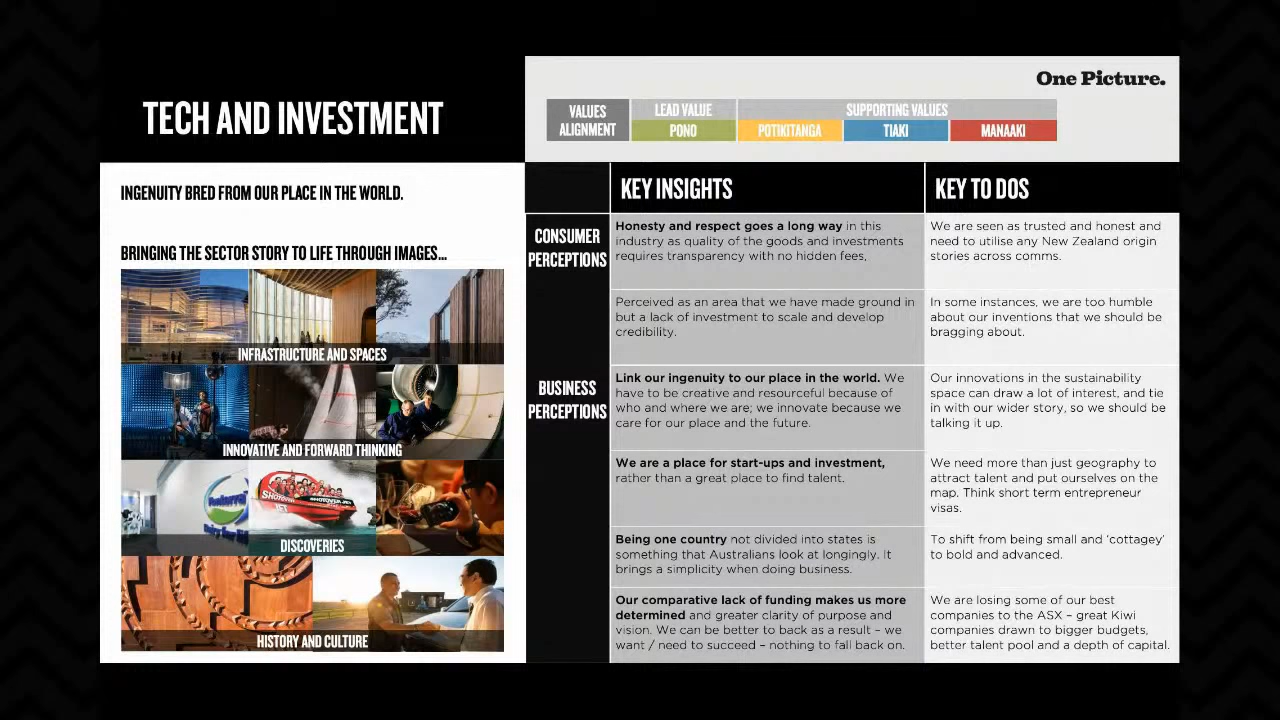 TECH AND INVESTMENT
One Picture.
VALUES ALIGNMENT
LEAD VALUE
SUPPORTING VALUES
PONO
POTIKITANGA
TIAKI
MANAAKI
INGENUITY BRED FROM OUR PLACE IN THE WORLD.
BRINGING THE SECTOR STORY TO LIFE THROUGH IMAGES...
INFRASTRUCTURE AND SPACES
INNOVATIVE AND FORWARD THINKING
SHOTOVER
JET
DISCOVERIES
HISTORY AND CULTURE
KEY INSIGHTS
KEY TO DOS
CONSUMER
PERCEPTIONS
Honesty and respect goes a long way in this
industry as quality of the goods and investments
requires transparency with no hidden fees,
We are seen as trusted and honest and
need to utilise any New Zealand origin
stories across comms.
BUSINESS
PERCEPTIONS
Perceived as an area that we have made ground in
but a lack of investment to scale and develop
credibility.
In some instances, we are too humble
about our inventions that we should be
bragging about.
Link our ingenuity to our place in the world. We
have to be creative and resourceful because of
who and where we are; we innovate because we
care for our place and the future.
Our innovations in the sustainability
space can draw a lot of interest, and tie
in with our wider story, so we should be
talking it up.
We are a place for start-ups and investment,
rather than a great place to find talent.
We need more than just geography to
attract talent and put ourselves on the
map. Think short term entrepreneur
visas.
Being one country not divided into states is
something that Australians look at longingly. It
brings a simplicity when doing business.
To shift from being small and ‘cottagey’
to bold and advanced.
Our comparative lack of funding makes us more
determined and greater clarity of purpose and
vision. We can be better to back as a result – we
want / need to succeed – nothing to fall back on.
We are losing some of our best
companies to the ASX – great Kiwi
companies drawn to bigger budgets,
better talent pool and a depth of capital.